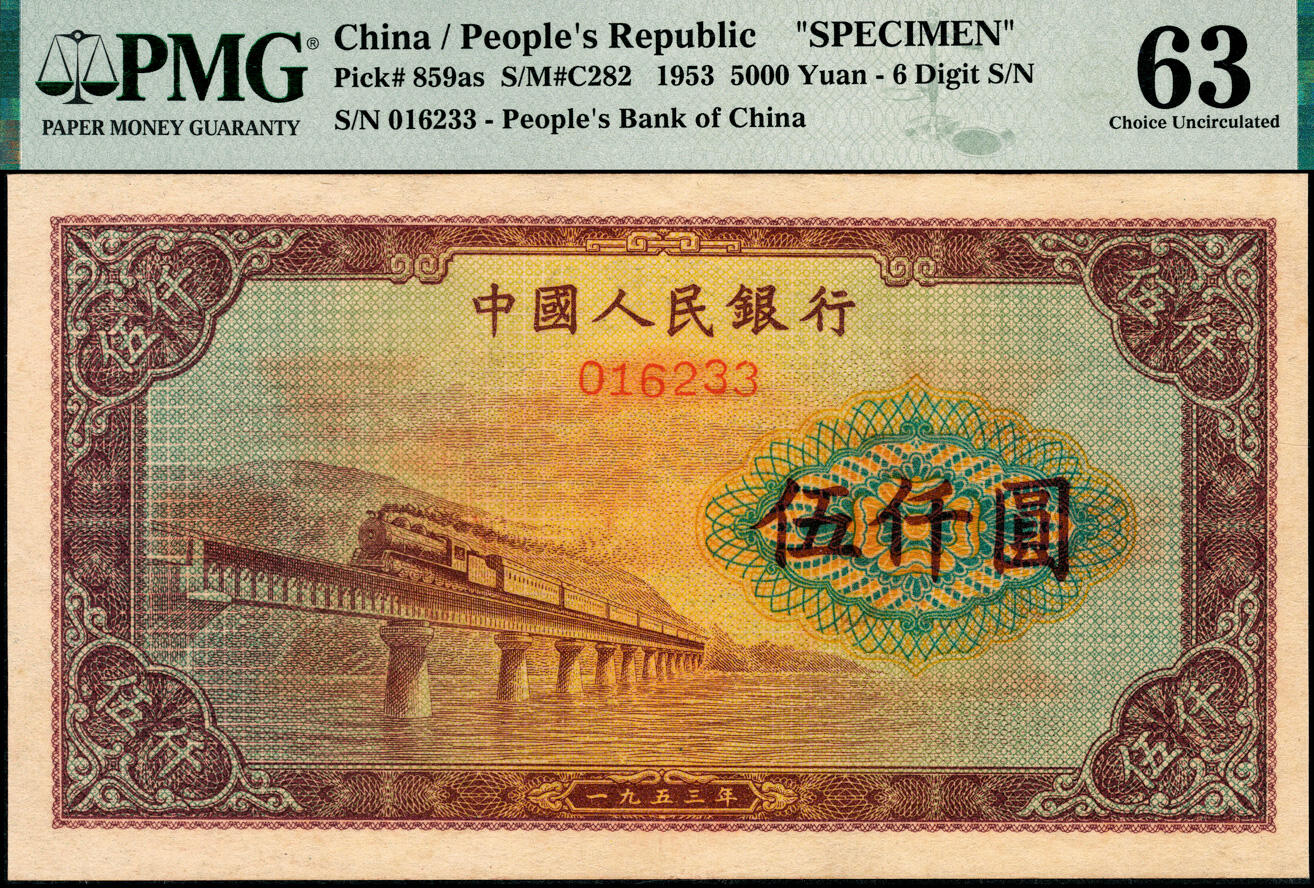 PMG®
PAPER MONEY GUARANTY
China / People's Republic "SPECIMEN"
Pick# 859as S/M#C282 1953 5000 Yuan - 6 Digit S/N
S/N 016233 - People's Bank of China
63
Choice Uncirculated
伍仟
伍仟
中國人民銀行
016233
伍仟圓
伍仟
伍仟
一九五三年